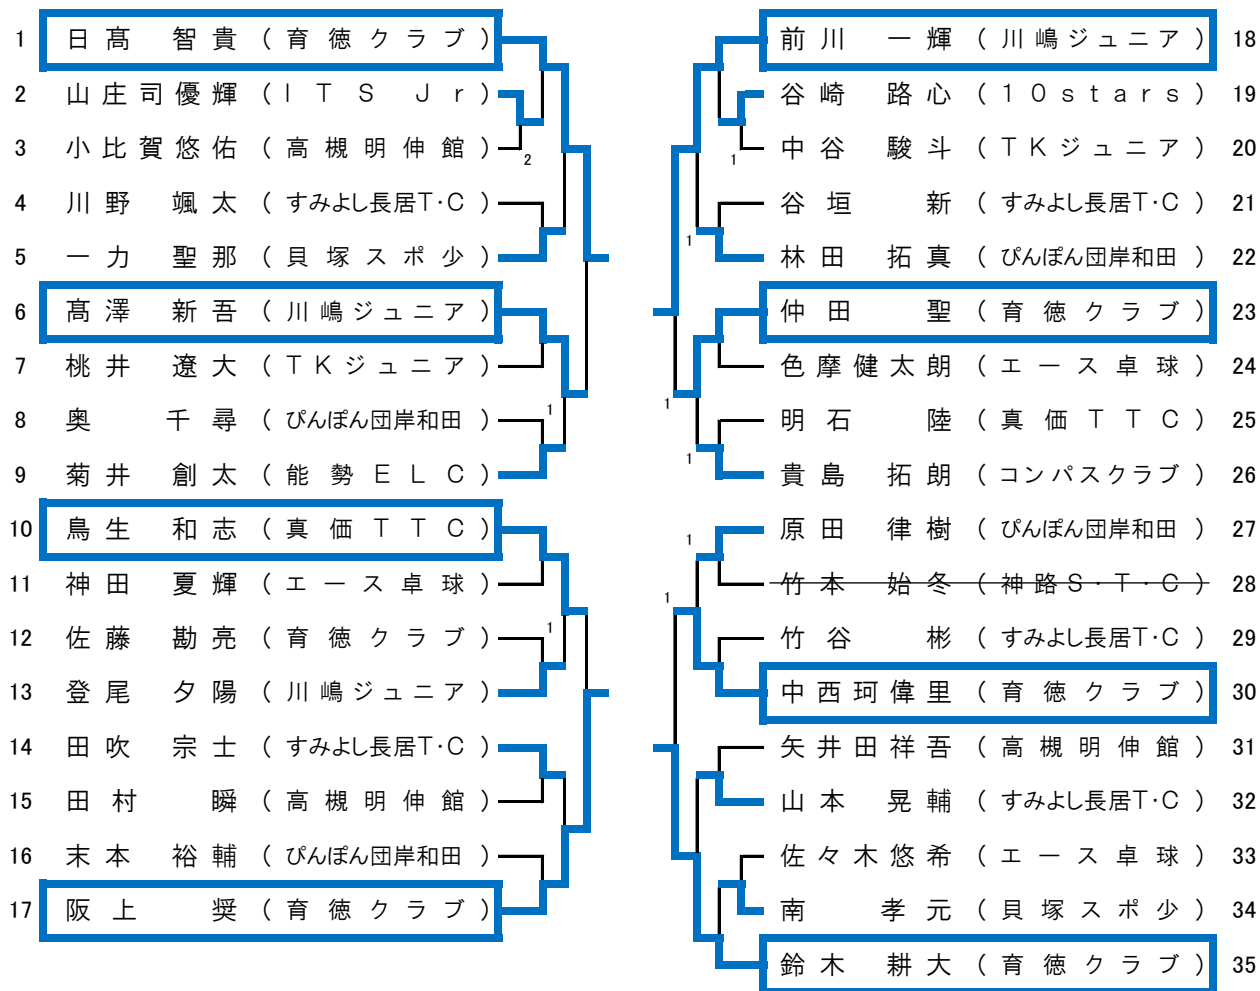 1 日髙 智貴 ( 育徳クラブ )
2 山庄司優輝 ( ITS Jr )
3 小比賀悠佑 ( 高槻明伸館 )
2
4 川野 颯太 ( すみよし長居T・C )
5 一力 聖那 ( 貝塚スポ少 )
6 髙澤 新吾 ( 川嶋ジュニア )
7 桃井 遼大 ( TKジュニア )
1
8 奥 千尋 ( ぴんぽん団岸和田 )
9 菊井 創太 ( 能勢ELC )
10 鳥生 和志 ( 真価TTC )
11 神田 夏輝 ( エース卓球 )
1
12 佐藤 勘亮 ( 育徳クラブ )
13 登尾 夕陽 ( 川嶋ジュニア )
14 田吹 宗士 ( すみよし長居T・C )
15 田村 瞬 ( 高槻明伸館 )
16 末本 裕輔 ( ぴんぽん団岸和田 )
17 阪上 奨 ( 育徳クラブ )
前川 一輝 ( 川嶋ジュニア ) 18
谷崎 路心 ( 10stars ) 19
1
中谷 駿斗 ( TKジュニア ) 20
谷垣 新 ( すみよし長居T・C ) 21
1
林田 拓真 ( ぴんぽん団岸和田 ) 22
仲田 聖 ( 育徳クラブ ) 23
色摩健太朗 ( エース卓球 ) 24
1
明石 陸 ( 真価TTC ) 25
1
貴島 拓朗 ( コンパスクラブ ) 26
原田 律樹 ( ぴんぽん団岸和田 ) 27
1
竹本 始冬 ( 神路S・T・C ) 28
1
竹谷 彬 ( すみよし長居T・C ) 29
中西珂偉里 ( 育徳クラブ ) 30
矢井田祥吾 ( 高槻明伸館 ) 31
山本 晃輔 ( すみよし長居T・C ) 32
佐々木悠希 ( エース卓球 ) 33
南 孝元 ( 貝塚スポ少 ) 34
鈴木 耕大 ( 育徳クラブ ) 35